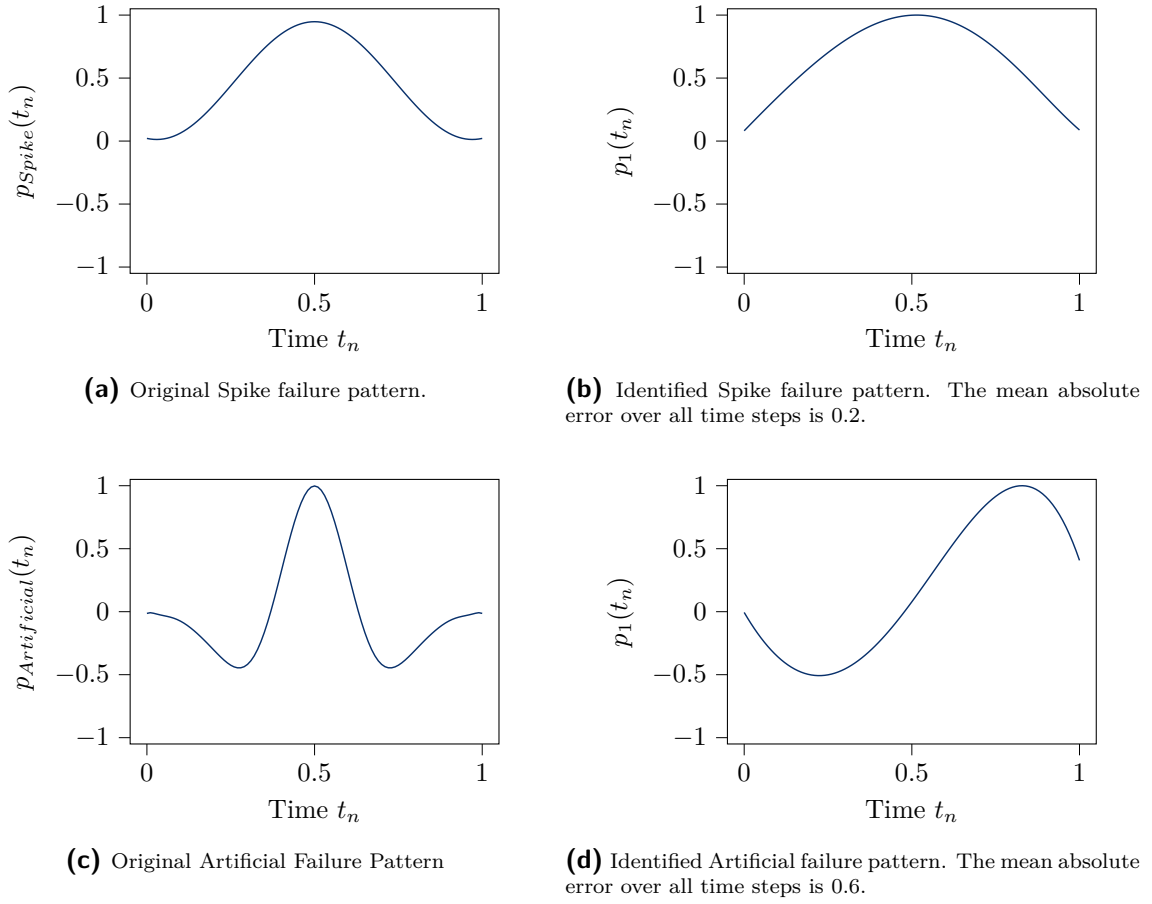 1
0.5
0
−0.5
−1
p_{Spike}(t_n)
0 0.5 1
Time t_n
(a) Original Spike failure pattern.
1
0.5
0
−0.5
−1
p_1(t_n)
0 0.5 1
Time t_n
(b) Identified Spike failure pattern. The mean absolute
error over all time steps is 0.2.
1
0.5
0
−0.5
−1
p_{Artificial}(t_n)
0 0.5 1
Time t_n
(c) Original Artificial Failure Pattern
1
0.5
0
−0.5
−1
p_1(t_n)
0 0.5 1
Time t_n
(d) Identified Artificial failure pattern. The mean absolute
error over all time steps is 0.6.